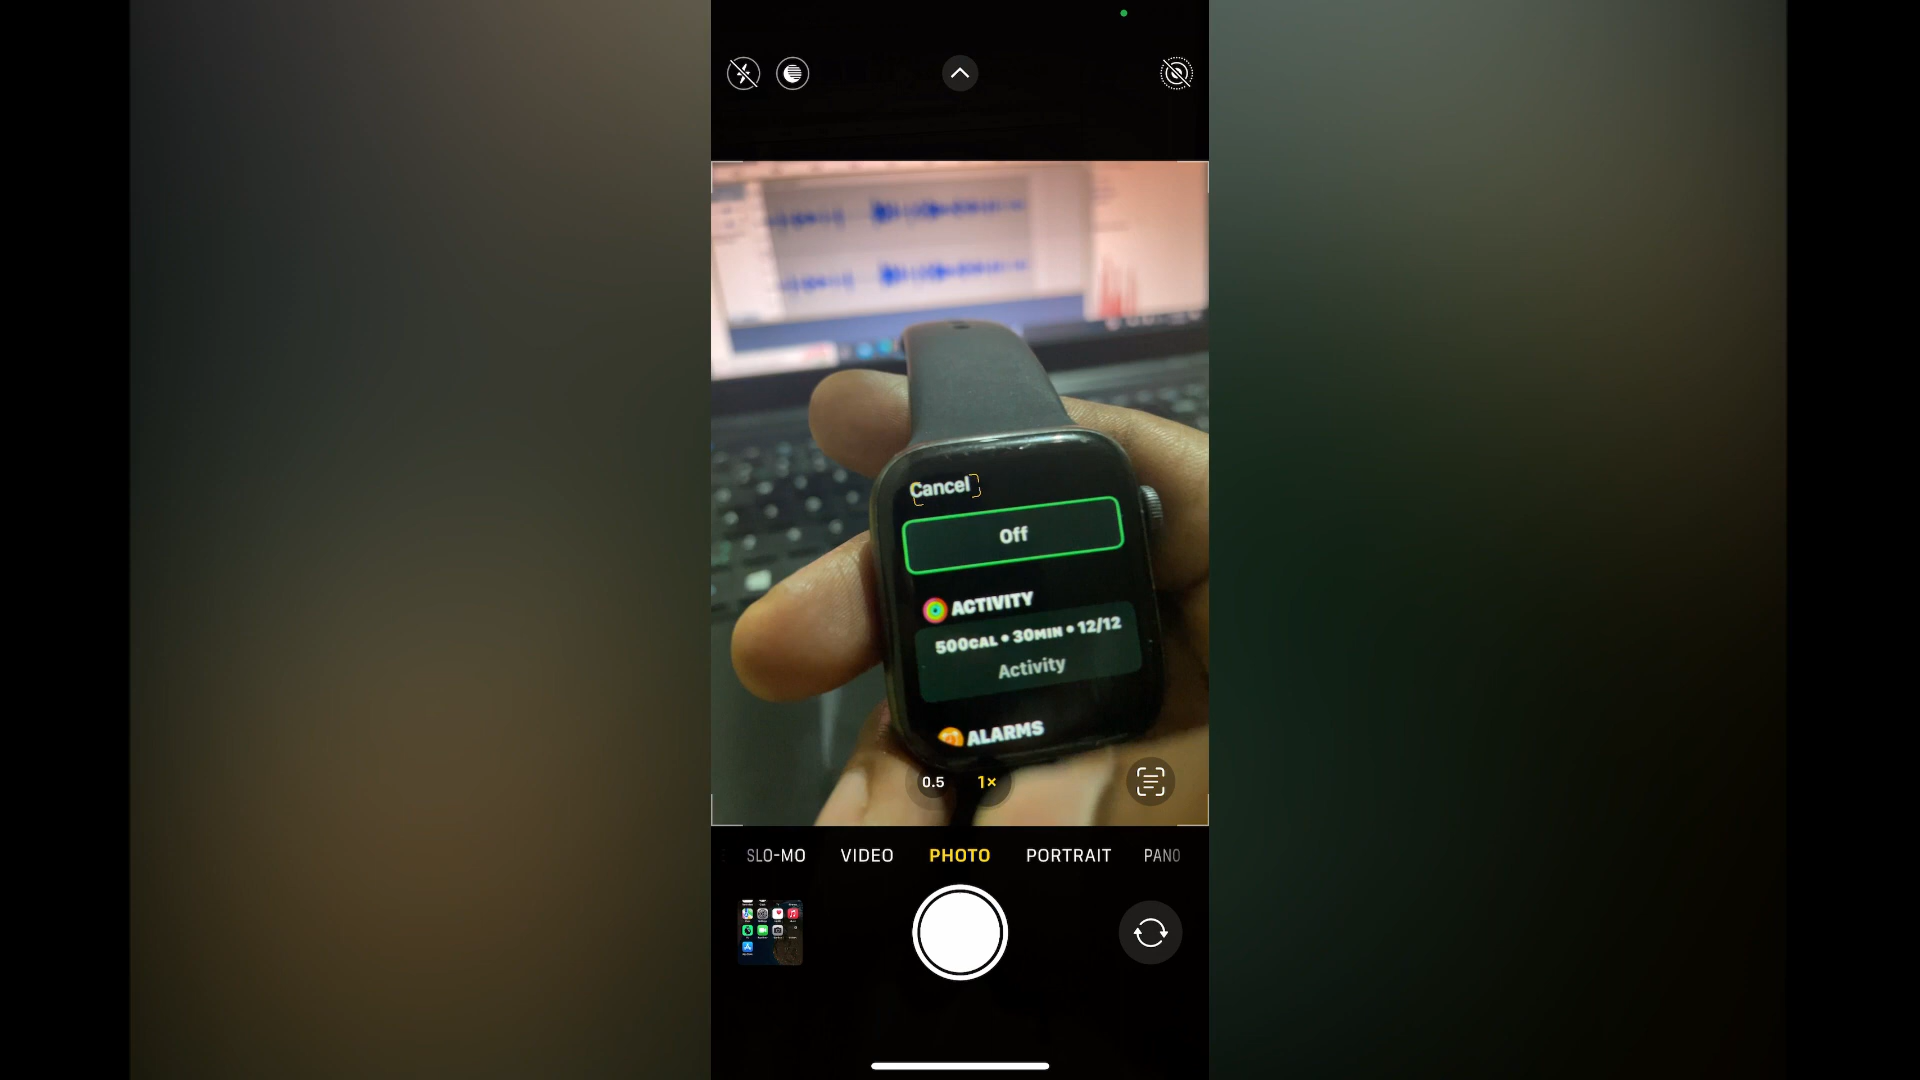 Cancel
Off
ACTIVITY
500CAL • 30MIN • 12/12
Activity
ALARMS
0.5 1×
SLO-MO VIDEO PHOTO PORTRAIT PANO